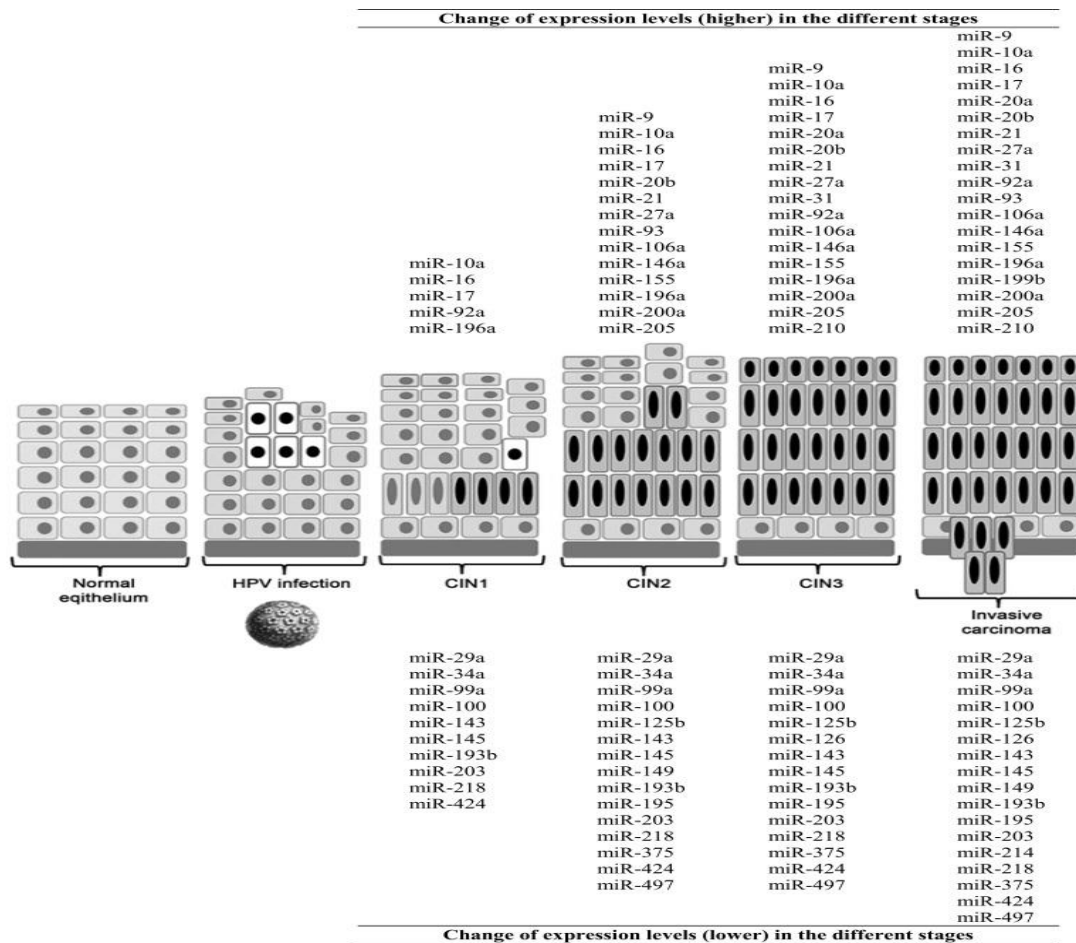 Change of expression levels (higher) in the different stages
miR-10a
miR-16
miR-17
miR-92a
miR-196a
miR-9
miR-10a
miR-16
miR-17
miR-20b
miR-21
miR-27a
miR-93
miR-106a
miR-146a
miR-155
miR-196a
miR-200a
miR-205
miR-9
miR-10a
miR-16
miR-17
miR-20a
miR-20b
miR-21
miR-27a
miR-31
miR-92a
miR-106a
miR-146a
miR-155
miR-196a
miR-200a
miR-205
miR-210
miR-9
miR-10a
miR-16
miR-17
miR-20a
miR-20b
miR-21
miR-27a
miR-31
miR-92a
miR-93
miR-106a
miR-146a
miR-155
miR-196a
miR-199b
miR-200a
miR-205
miR-210
Normal
eqithelium
HPV infection
CIN1
CIN2
CIN3
Invasive
carcinoma
miR-29a
miR-34a
miR-99a
miR-100
miR-143
miR-145
miR-193b
miR-203
miR-218
miR-424
miR-29a
miR-34a
miR-99a
miR-100
miR-125b
miR-143
miR-145
miR-149
miR-193b
miR-195
miR-203
miR-218
miR-375
miR-424
miR-497
miR-29a
miR-34a
miR-99a
miR-100
miR-125b
miR-126
miR-143
miR-145
miR-193b
miR-195
miR-203
miR-218
miR-375
miR-424
miR-497
miR-29a
miR-34a
miR-99a
miR-100
miR-125b
miR-126
miR-143
miR-145
miR-149
miR-193b
miR-195
miR-203
miR-214
miR-218
miR-375
miR-424
miR-497
Change of expression levels (lower) in the different stages